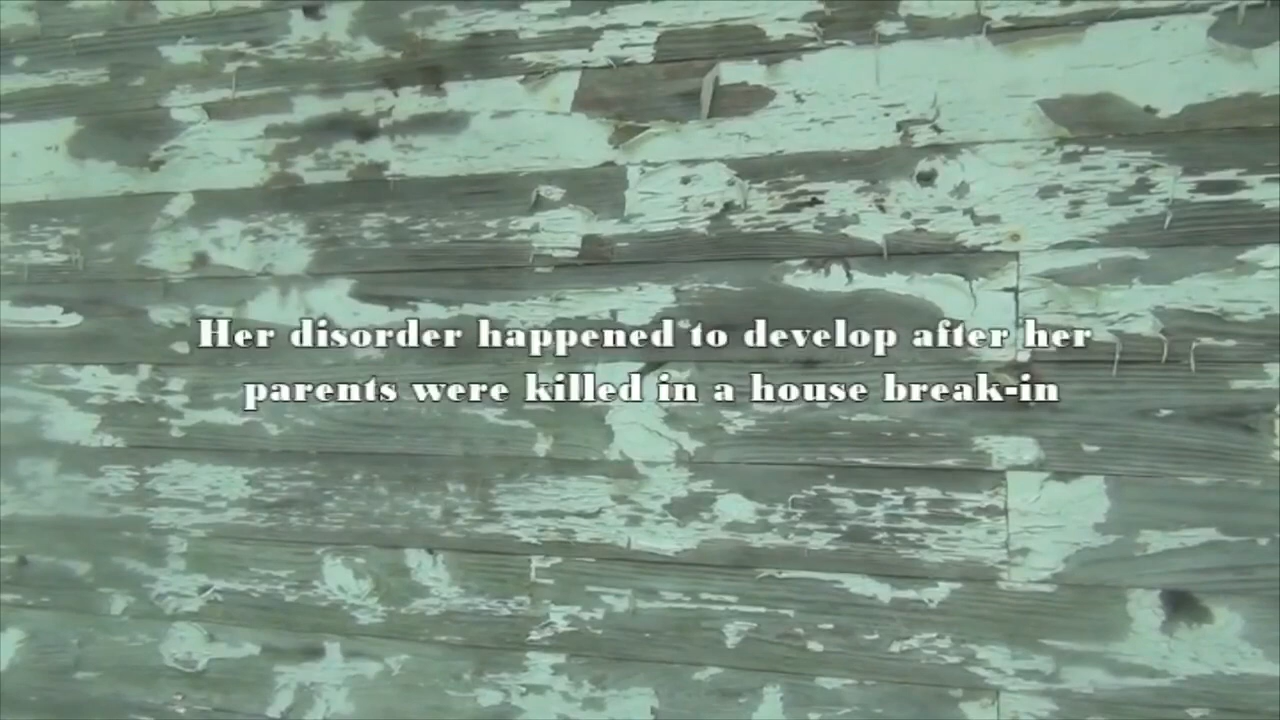 Her disorder happened to develop after her
parents were killed in a house break-in